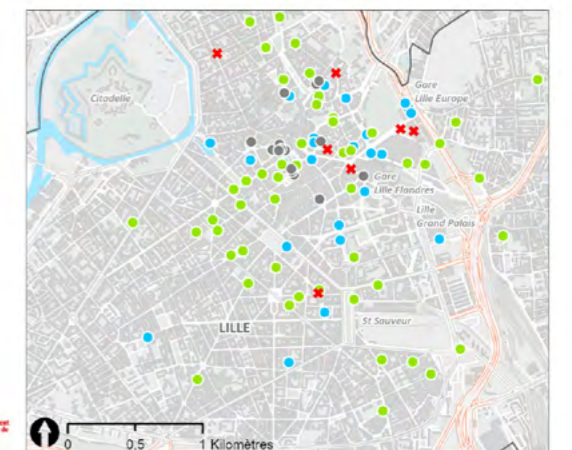 Citadelle
Gare
Lille Europe
Gare
Lille Flandres
Lille
Grand Palais
St Sauveur
LILLE
0 0,5 1 Kilomètres